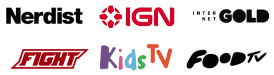 Nerdist
IGN
INTER
NET
GOLD
FIGHT
KidsTV
FOODTV